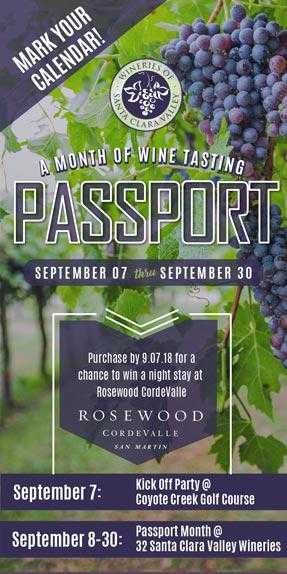 MARK YOUR
CALENDAR!
WINERIES OF
SANTA CLARA VALLEY
A MONTH OF WINE TASTING
PASSPORT
SEPTEMBER 07 thru SEPTEMBER 30
Purchase by 9.07.18 for a
chance to win a night stay at
Rosewood CordeValle
ROSEWOOD
CORDEVALLE
SAN MARTIN
September 7:
Kick Off Party @
Coyote Creek Golf Course
September 8-30:
Passport Month @
32 Santa Clara Valley Wineries